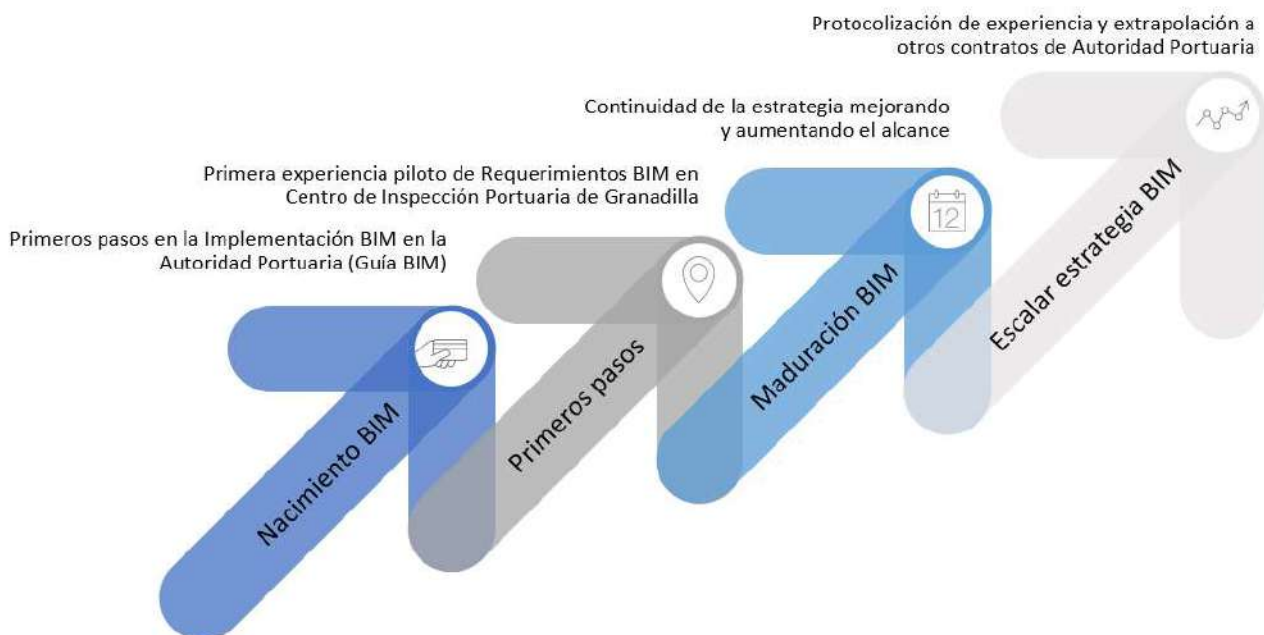 Protocolización de experiencia y extrapolación a
otros contratos de Autoridad Portuaria
Continuidad de la estrategia mejorando
y aumentando el alcance
Primera experiencia piloto de Requerimientos BIM en
Centro de Inspección Portuaria de Granadilla
Primeros pasos en la Implementación BIM en la
Autoridad Portuaria (Guía BIM)
Nacimiento BIM
Primeros pasos
Maduración BIM
12
Escalar estrategia BIM